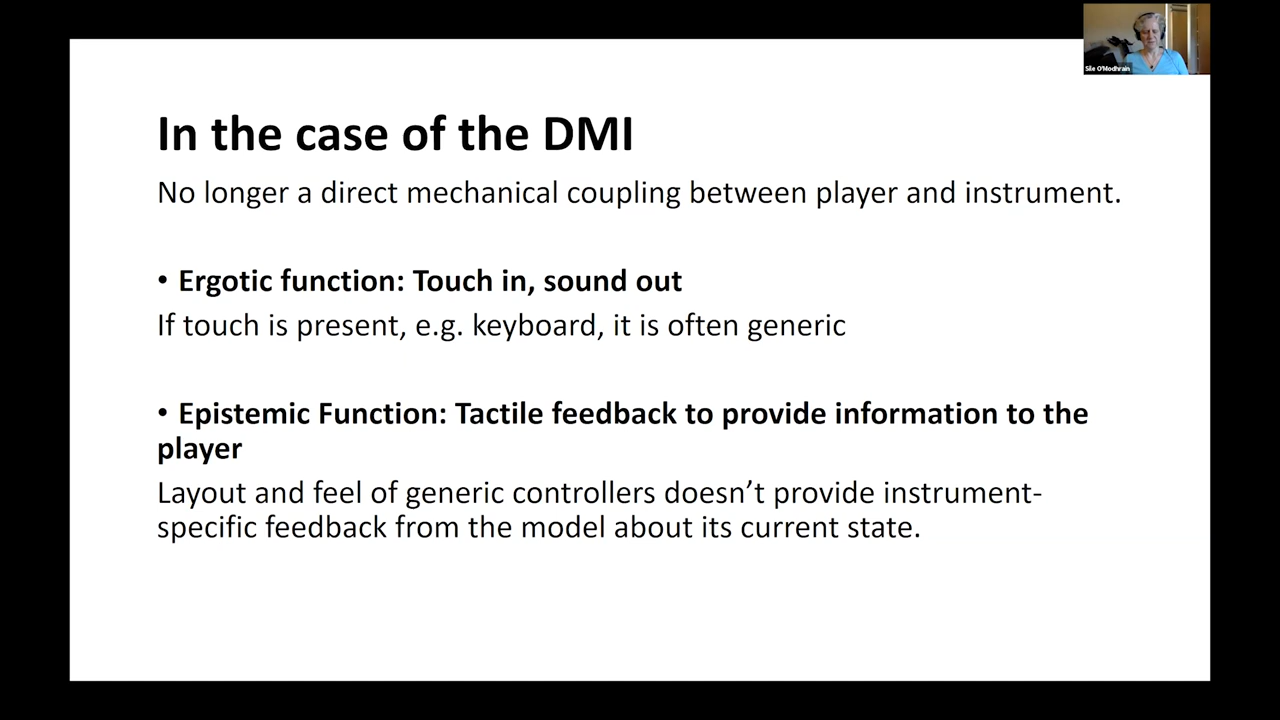 Sile O'Modhrain
In the case of the DMI
No longer a direct mechanical coupling between player and instrument.
• Ergotic function: Touch in, sound out
If touch is present, e.g. keyboard, it is often generic
• Epistemic Function: Tactile feedback to provide information to the
player
Layout and feel of generic controllers doesn’t provide instrument-
specific feedback from the model about its current state.